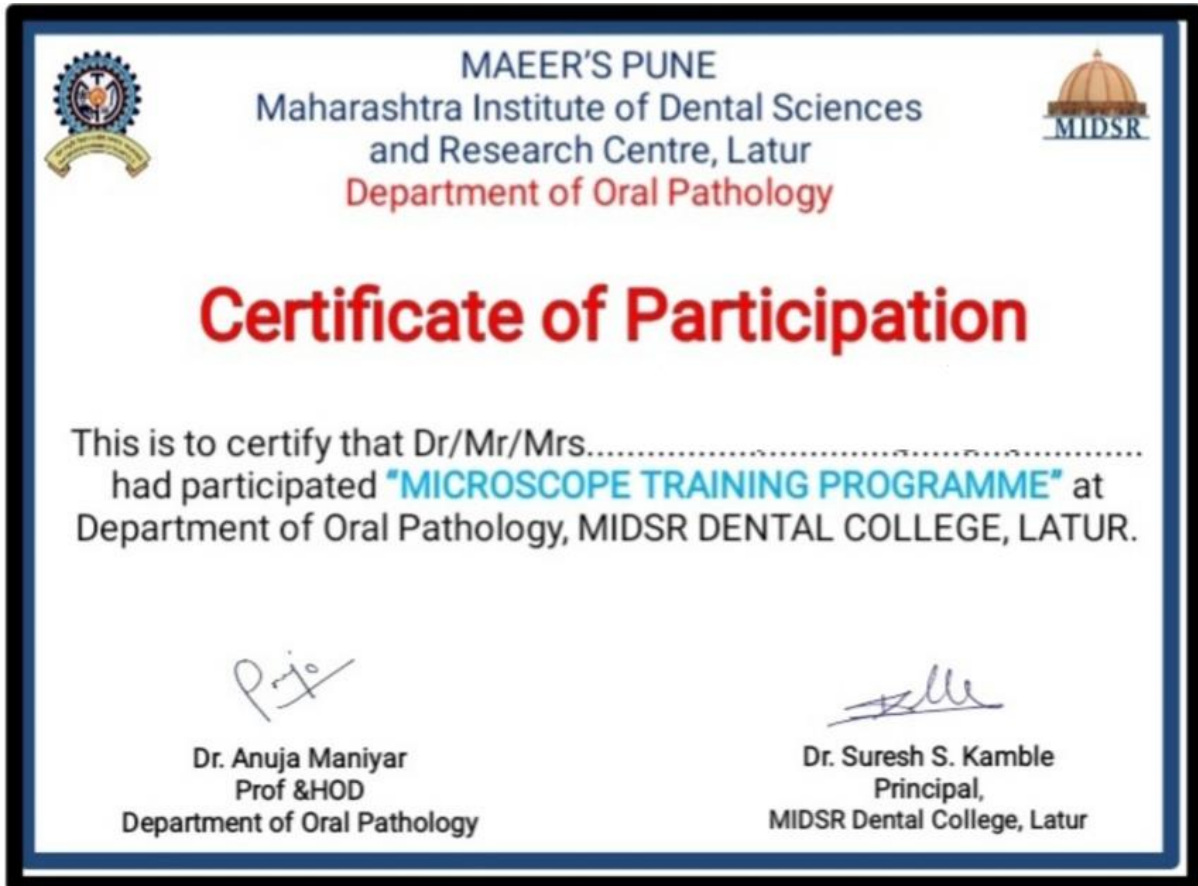 MAEER'S PUNE
Maharashtra Institute of Dental Sciences
and Research Centre, Latur
Department of Oral Pathology
MIDSR
Certificate of Participation
This is to certify that Dr/Mr/Mrs..............................................................
had participated "MICROSCOPE TRAINING PROGRAMME" at
Department of Oral Pathology, MIDSR DENTAL COLLEGE, LATUR.
Dr. Anuja Maniyar
Prof &HOD
Department of Oral Pathology
Dr. Suresh S. Kamble
Principal,
MIDSR Dental College, Latur